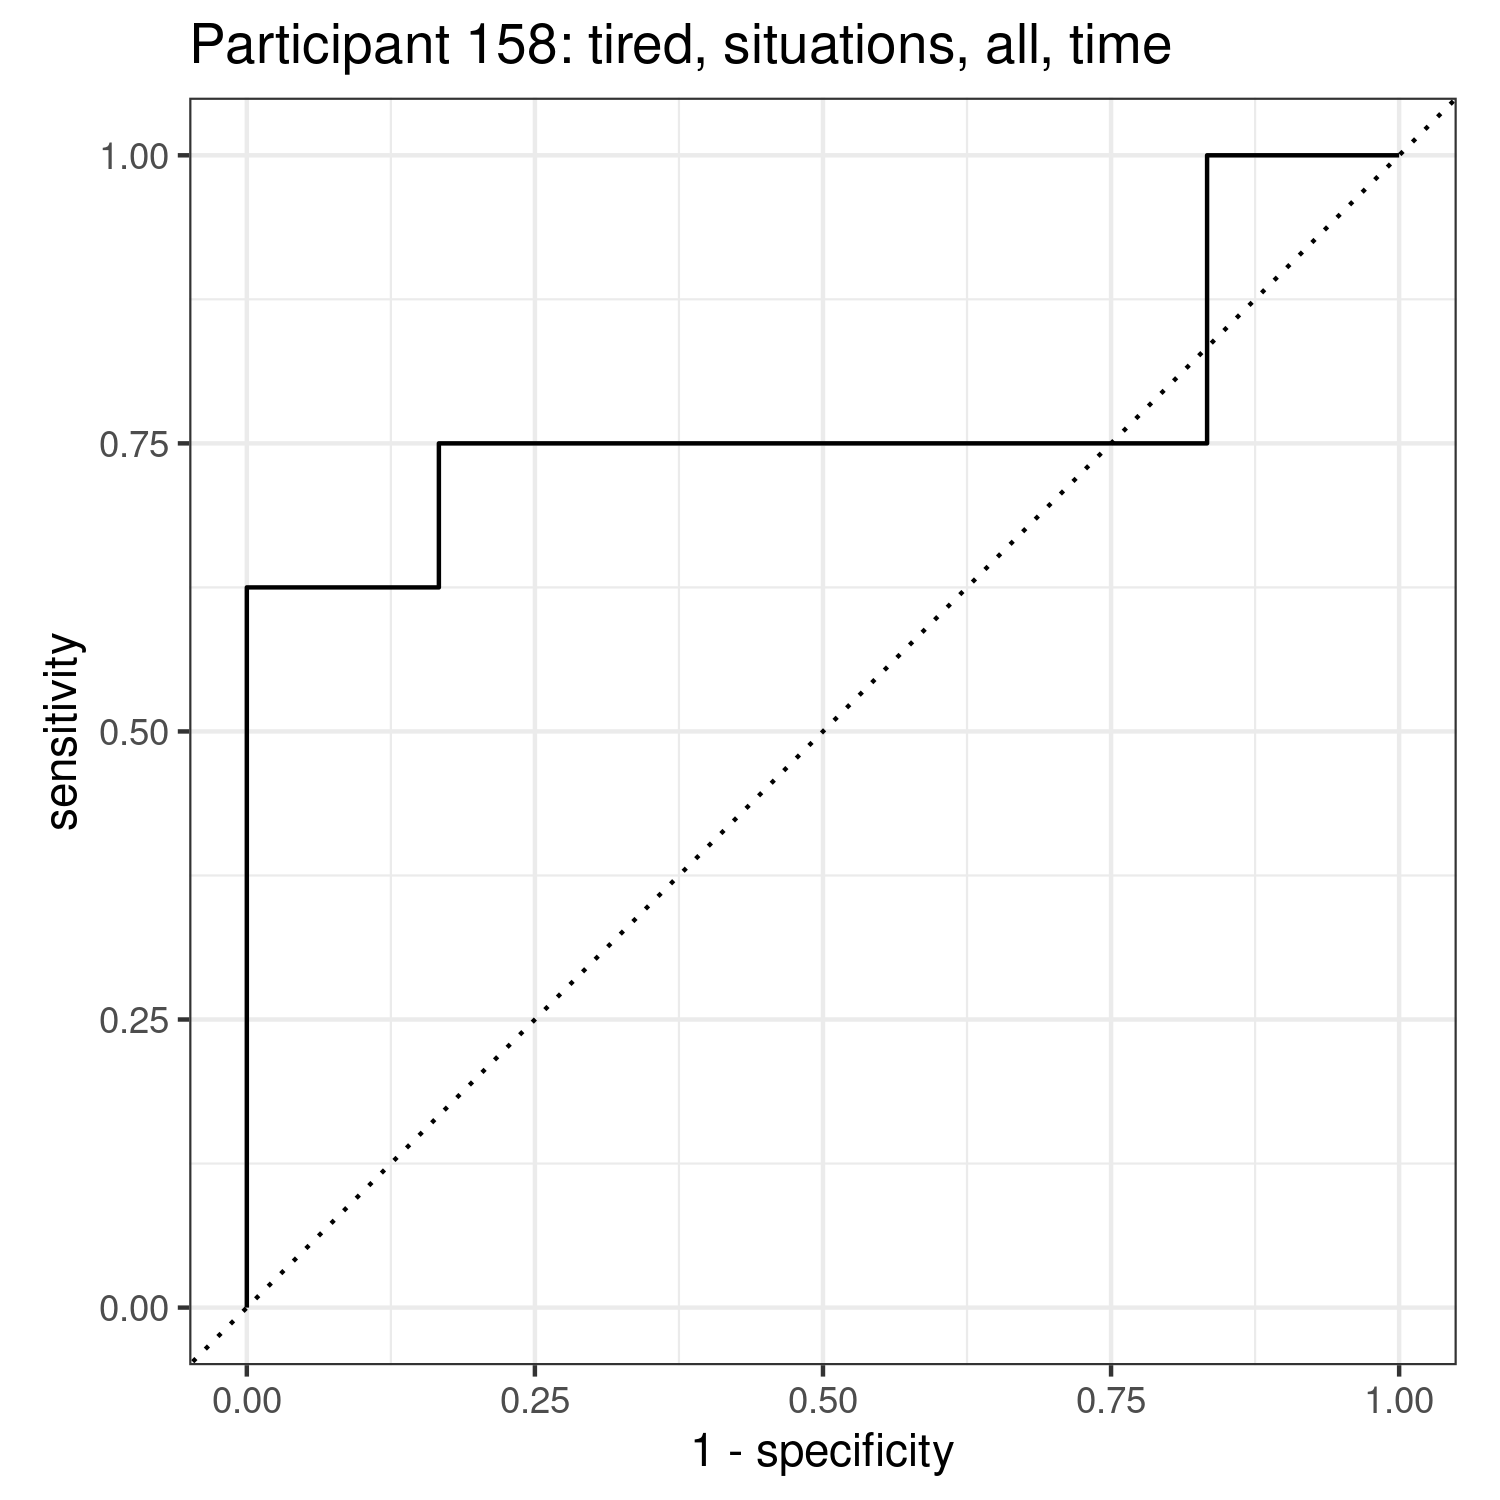 Participant 158: tired, situations, all, time
1.00
0.75
0.50
0.25
0.00
sensitivity
0.00 0.25 0.50 0.75 1.00
1 - specificity